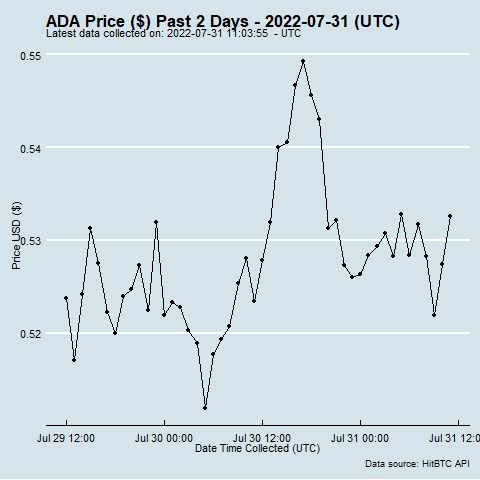 ADA Price ($) Past 2 Days - 2022-07-31 (UTC)
Latest data collected on: 2022-07-31 11:03:55  - UTC
0.55
0.54
0.53
0.52
Price USD ($)
Jul 29 12:00
Jul 30 00:00
Jul 30 12:00
Jul 31 00:00
Jul 31 12:
Date Time Collected (UTC)
Data source: HitBTC API